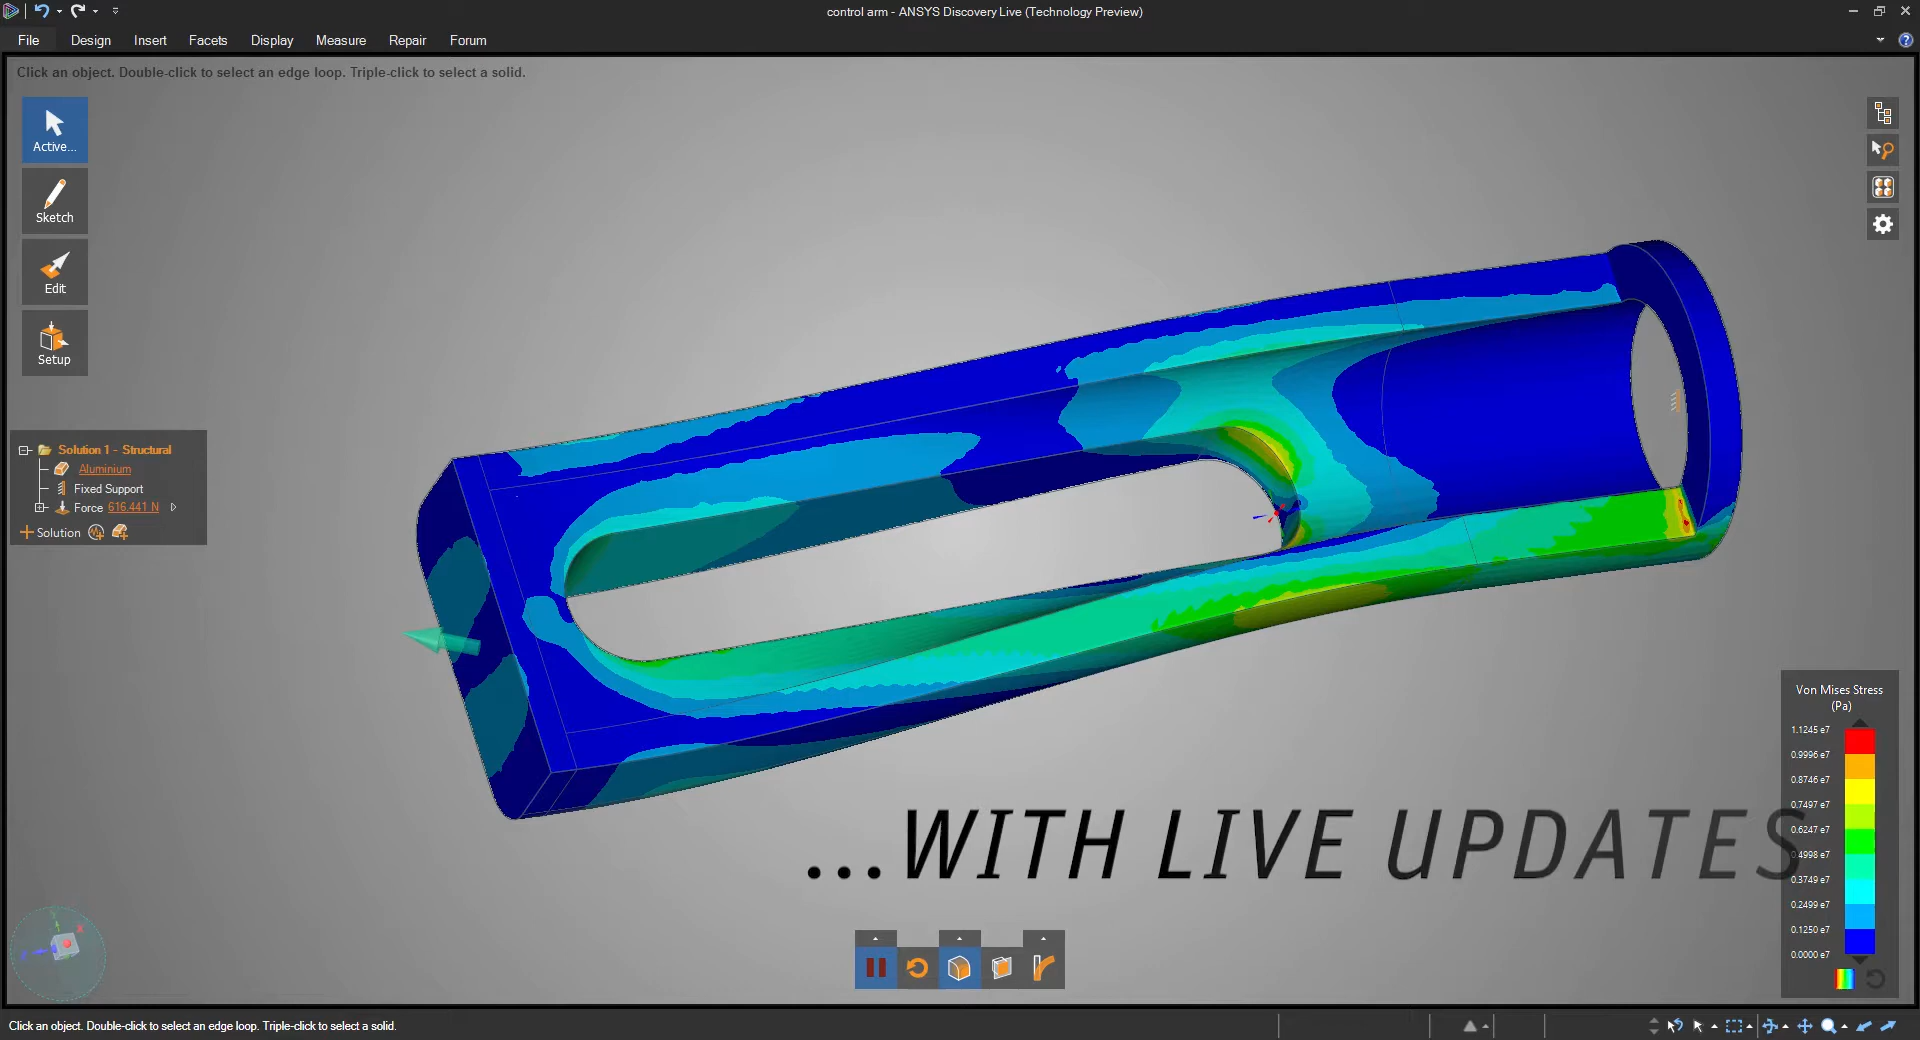 control arm - ANSYS Discovery Live (Technology Preview)
File Design Insert Facets Display Measure Repair Forum
Click an object. Double-click to select an edge loop. Triple-click to select a solid.
Active...
Sketch
Edit
Setup
Solution 1 - Structural
Aluminium
Fixed Support
Force 616.441 N
Solution
Von Mises Stress
(Pa)
1.1245 e7
0.9996 e7
0.8746 e7
0.7497 e7
0.6247 e7
0.4998 e7
0.3749 e7
0.2499 e7
0.1250 e7
0.0000 e7
...WITH LIVE UPDATES
Click an object. Double-click to select an edge loop. Triple-click to select a solid.